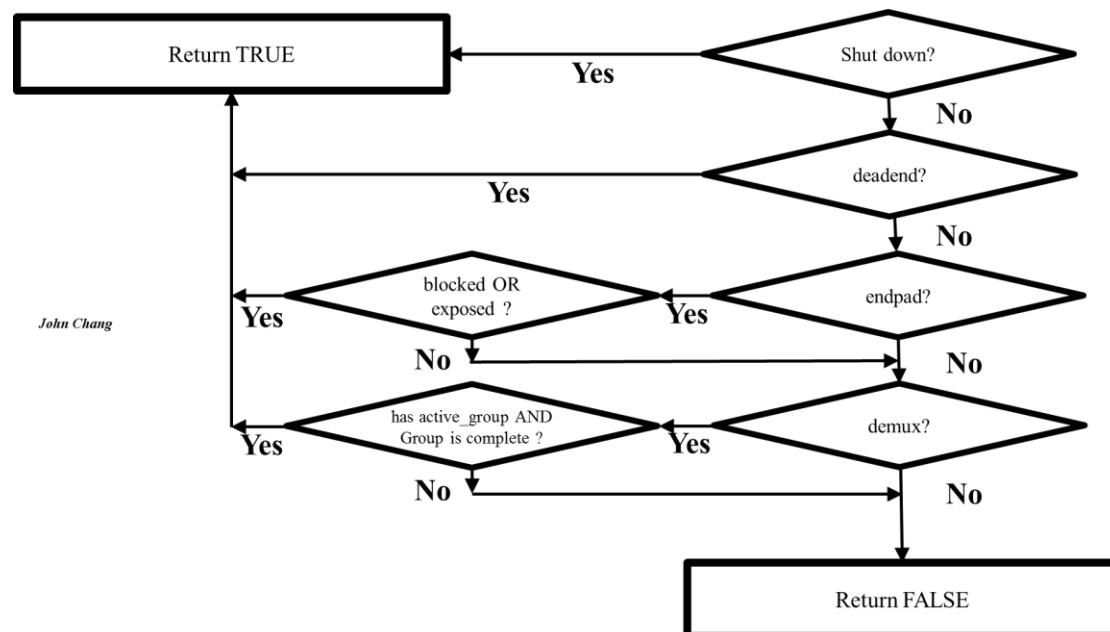 Return TRUE
Shut down?
Yes
No
deadend?
Yes
No
blocked OR
exposed ?
endpad?
Yes
Yes
John Chang
No
No
has active_group AND
Group is complete ?
demux?
Yes
Yes
No
No
Return FALSE